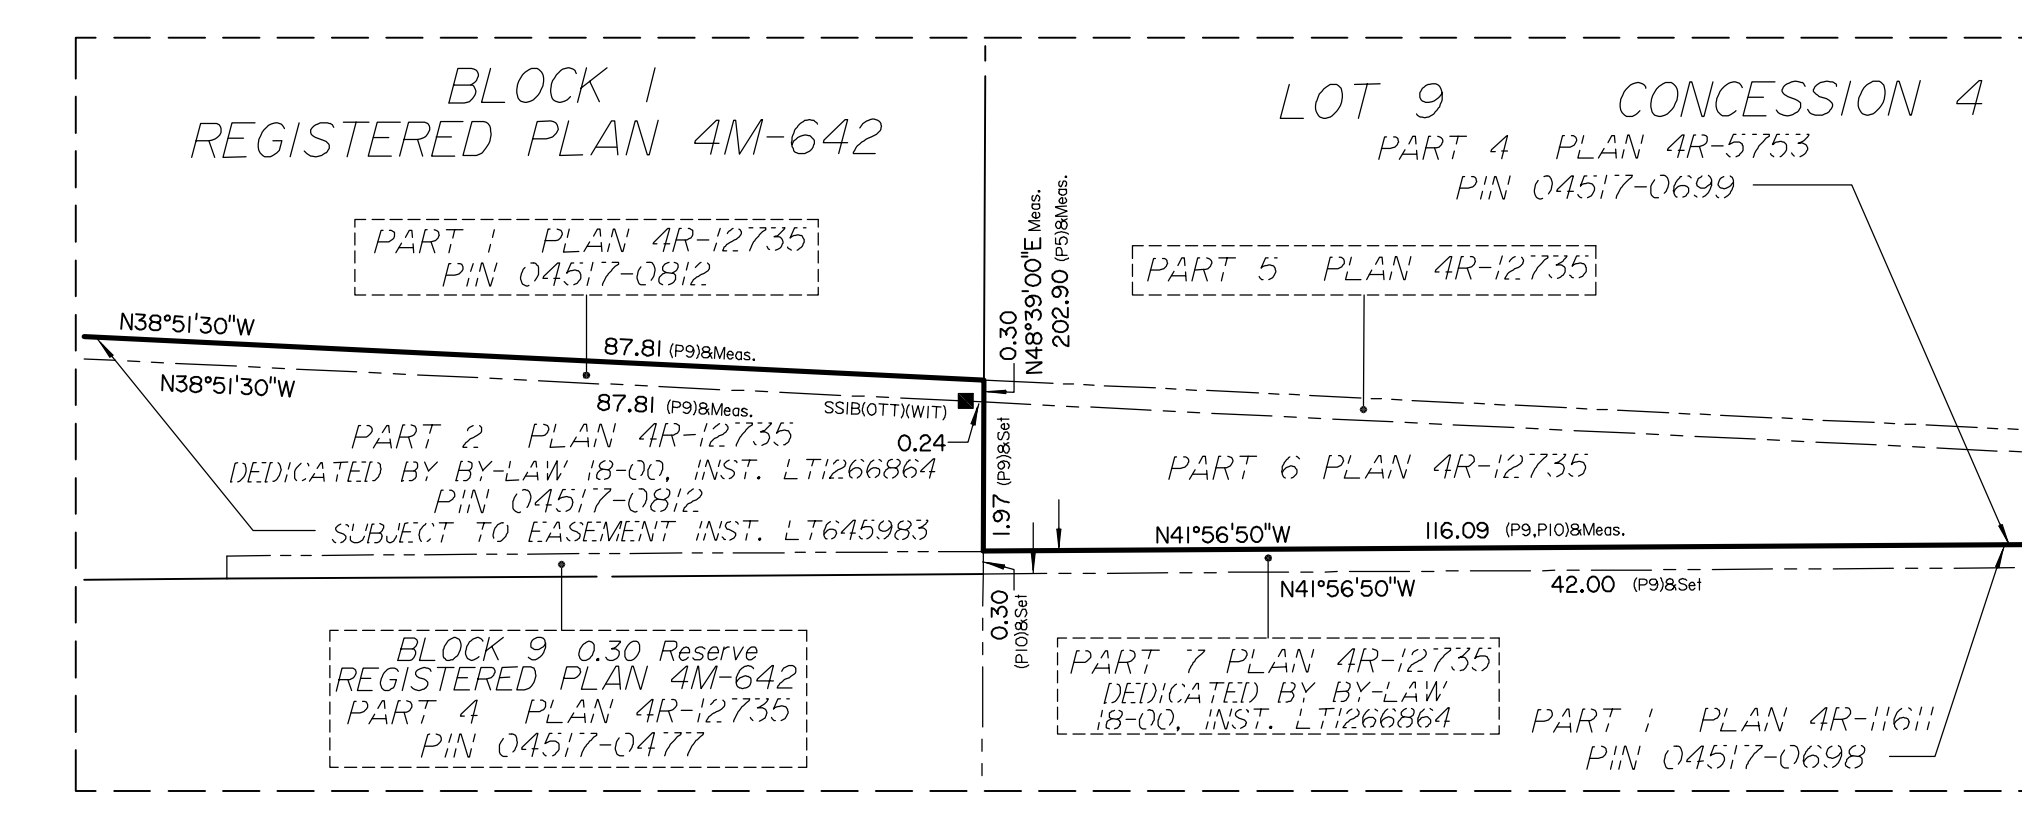 BLOCK 1
REGISTERED PLAN 4M-642
LOT 9 CONCESSION 4
PART 4 PLAN 4R-5753
PIN 04517-0699
PART 1 PLAN 4R-12735
PIN 04517-0812
PART 5 PLAN 4R-12735
0.30
N48°39'00"E Meas.
202.90 (P5)&Meas.
N38°51'30"W
87.81 (P9)&Meas.
N38°51'30"W
87.81 (P9)&Meas.
SSIB(OTT)(WIT)
0.24
PART 2 PLAN 4R-12735
DEDICATED BY BY-LAW 18-00, INST. LT1266864
PIN 04517-0812
SUBJECT TO EASEMENT INST. LT645983
1.97 (P9)&Set
PART 6 PLAN 4R-12735
N41°56'50"W
116.09 (P9,P10)&Meas.
N41°56'50"W
42.00 (P9)&Set
0.30
(P10)&Set
BLOCK 9 0.30 Reserve
REGISTERED PLAN 4M-642
PART 4 PLAN 4R-12735
PIN 04517-0477
PART 7 PLAN 4R-12735
DEDICATED BY BY-LAW
18-00, INST. LT1266864
PART 1 PLAN 4R-11611
PIN 04517-0698